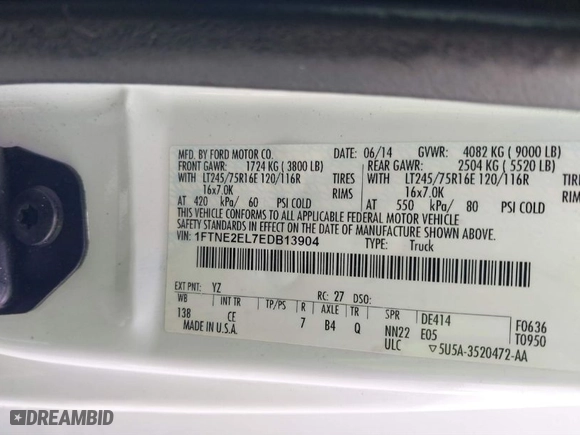 MFD. BY FORD MOTOR CO. DATE: 06/14 GVWR: 4082 KG ( 9000 LB)
FRONT GAWR: 1724 KG ( 3800 LB) REAR GAWR: 2504 KG ( 5520 LB)
WITH LT245/75R16E 120/116R TIRES WITH LT245/75R16E 120/116R TIRES
16x7.0K RIMS 16x7.0K RIMS
AT 420 kPa/ 60 PSI COLD AT 550 kPa/ 80 PSI COLD
THIS VEHICLE CONFORMS TO ALL APPLICABLE FEDERAL MOTOR VEHICLE
SAFETY STANDARDS IN EFFECT ON THE DATE OF MANUFACTURE SHOWN ABOVE.
VIN: 1FTNE2EL7EDB13904 TYPE: Truck
EXT PNT: YZ RC: 27 DSO:
WB INT TR TP/PS R AXLE TR SPR DE414 F0636
138 CE 7 B4 Q NN22 E05 T0950
MADE IN U.S.A. ULC ▽5U5A-3520472-AA
DREAMBID